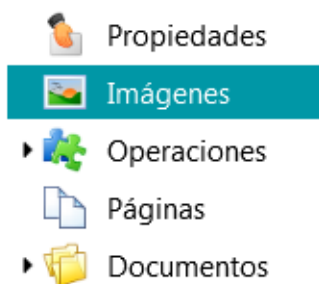 Propiedades
Imágenes
Operaciones
Páginas
Documentos